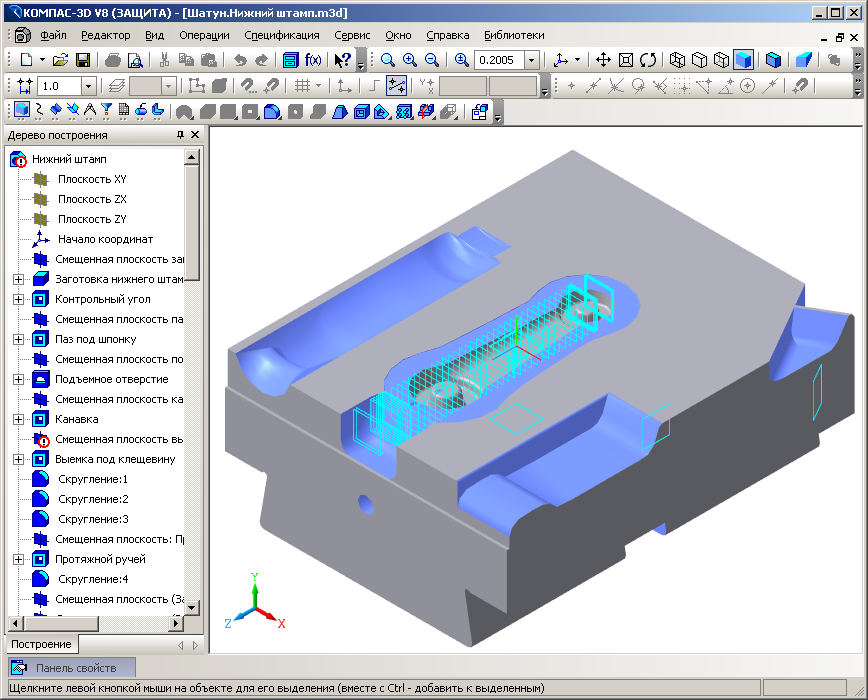 КОМПАС-3D V8 (ЗАЩИТА) - [Шатун.Нижний штамп.m3d]
Файл Редактор Вид Операции Спецификация Сервис Окно Справка Библиотеки
f(x) 0.2005
1.0
Дерево построения
Нижний штамп
Плоскость XY
Плоскость ZX
Плоскость ZY
Начало координат
Смещенная плоскость за
Заготовка нижнего штам
Контрольный угол
Смещенная плоскость па
Паз под шпонку
Смещенная плоскость по
Подъемное отверстие
Смещенная плоскость ка
Канавка
Смещенная плоскость вы
Выемка под клещевину
Скругление:1
Скругление:2
Скругление:3
Смещенная плоскость: Пр
Протяжной ручей
Скругление:4
Смещенная плоскость (За
Y
Z
X
Построение
Панель свойств
Щелкните левой кнопкой мыши на объекте для его выделения (вместе с Ctrl - добавить к выделенным)